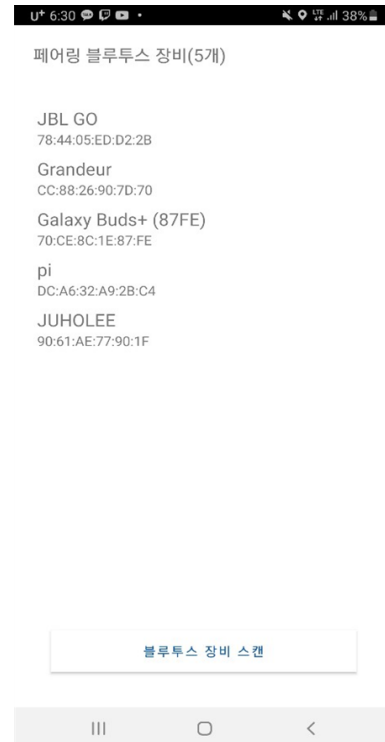 U+ 6:30
LTE 38%
페어링 블루투스 장비(5개)
JBL GO
78:44:05:ED:D2:2B
Grandeur
CC:88:26:90:7D:70
Galaxy Buds+ (87FE)
70:CE:8C:1E:87:FE
pi
DC:A6:32:A9:2B:C4
JUHOLEE
90:61:AE:77:90:1F
블루투스 장비 스캔